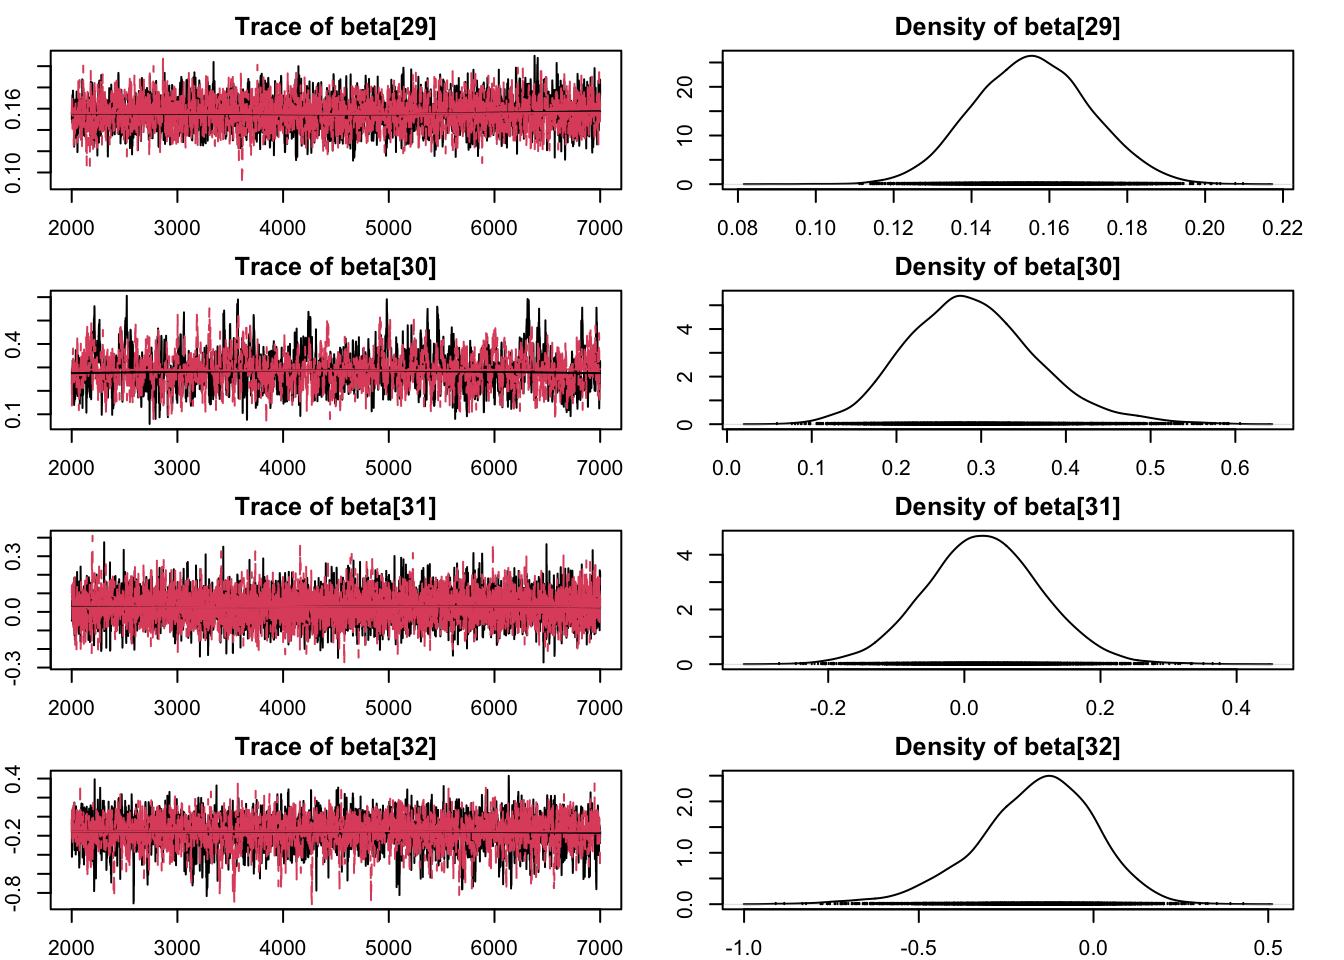 Trace of beta[29]
0.10 0.16
2000 3000 4000 5000 6000 7000
Density of beta[29]
0 10 20
0.08 0.10 0.12 0.14 0.16 0.18 0.20 0.22
Trace of beta[30]
0.1 0.4
2000 3000 4000 5000 6000 7000
Density of beta[30]
0 2 4
0.0 0.1 0.2 0.3 0.4 0.5 0.6
Trace of beta[31]
-0.3 0.0 0.3
2000 3000 4000 5000 6000 7000
Density of beta[31]
0 2 4
-0.2 0.0 0.2 0.4
Trace of beta[32]
-0.8 -0.2 0.4
2000 3000 4000 5000 6000 7000
Density of beta[32]
0.0 1.0 2.0
-1.0 -0.5 0.0 0.5